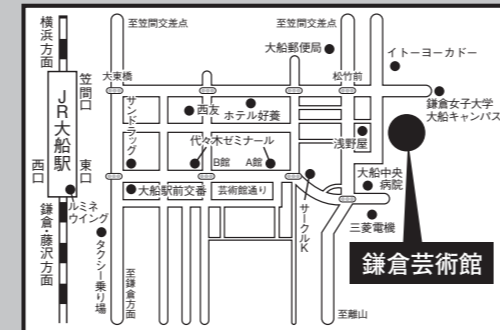 横浜方面
至笠間交差点
至笠間交差点
大船郵便局
イトーヨーカドー
笠間口
大東橋
松竹前
鎌倉女子大学
大船キャンパス
JR大船駅
サンドラッグ
西友
ホテル好養
浅野屋
代々木ゼミナール
B館
A館
西口
東口
大船駅前交番
芸術館通り
サークルK
大船中央
病院
ルミネ
ウイング
三菱電機
鎌倉・藤沢方面
タクシー乗り場
鎌倉芸術館
至鎌倉方面
至離山